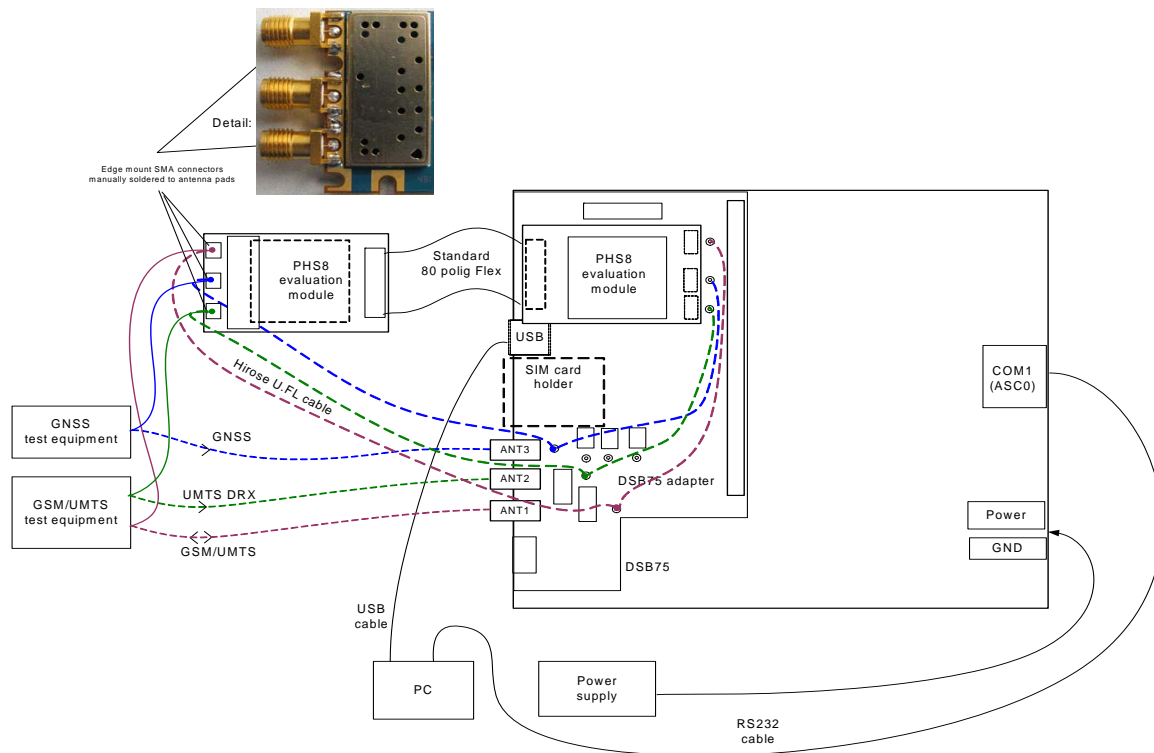 Detail:
Edge mount SMA connectors
manually soldered to antenna pads
PHS8
evaluation
module
Standard
80 polig Flex
PHS8
evaluation
module
USB
SIM card
holder
Hirose U.FL cable
COM1
(ASC0)
GNSS
test equipment
GNSS
ANT3
UMTS DRX
ANT2
DSB75 adapter
GSM/UMTS
test equipment
ANT1
GSM/UMTS
Power
GND
DSB75
USB
cable
PC
Power
supply
RS232
cable